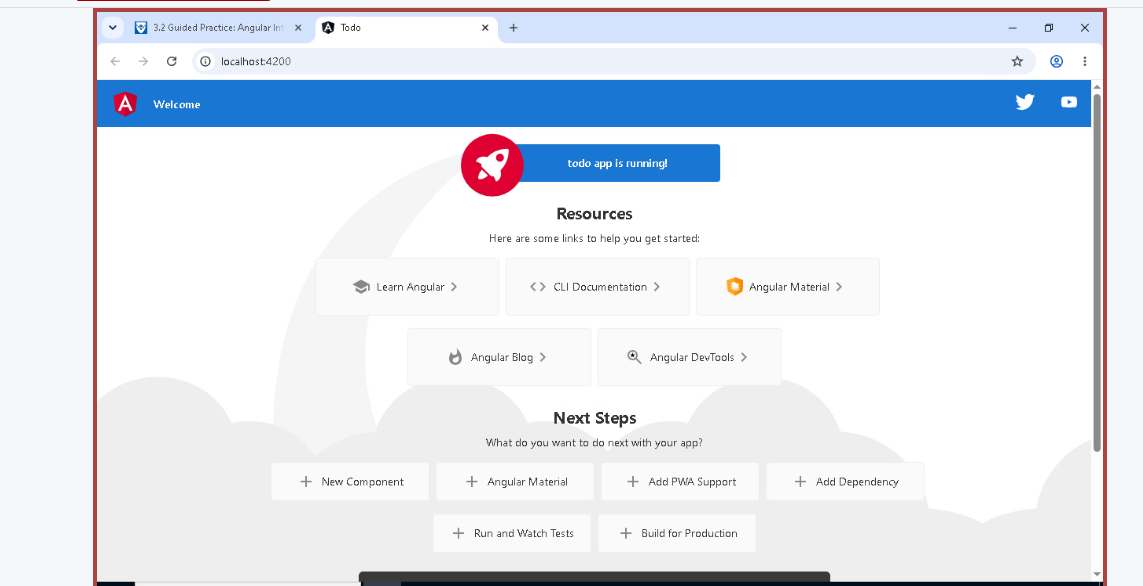 3.2 Guided Practice: Angular Int
Todo
localhost:4200
Welcome
todo app is running!
Resources
Here are some links to help you get started:
Learn Angular
CLI Documentation
Angular Material
Angular Blog
Angular DevTools
Next Steps
What do you want to do next with your app?
New Component
Angular Material
Add PWA Support
Add Dependency
Run and Watch Tests
Build for Production